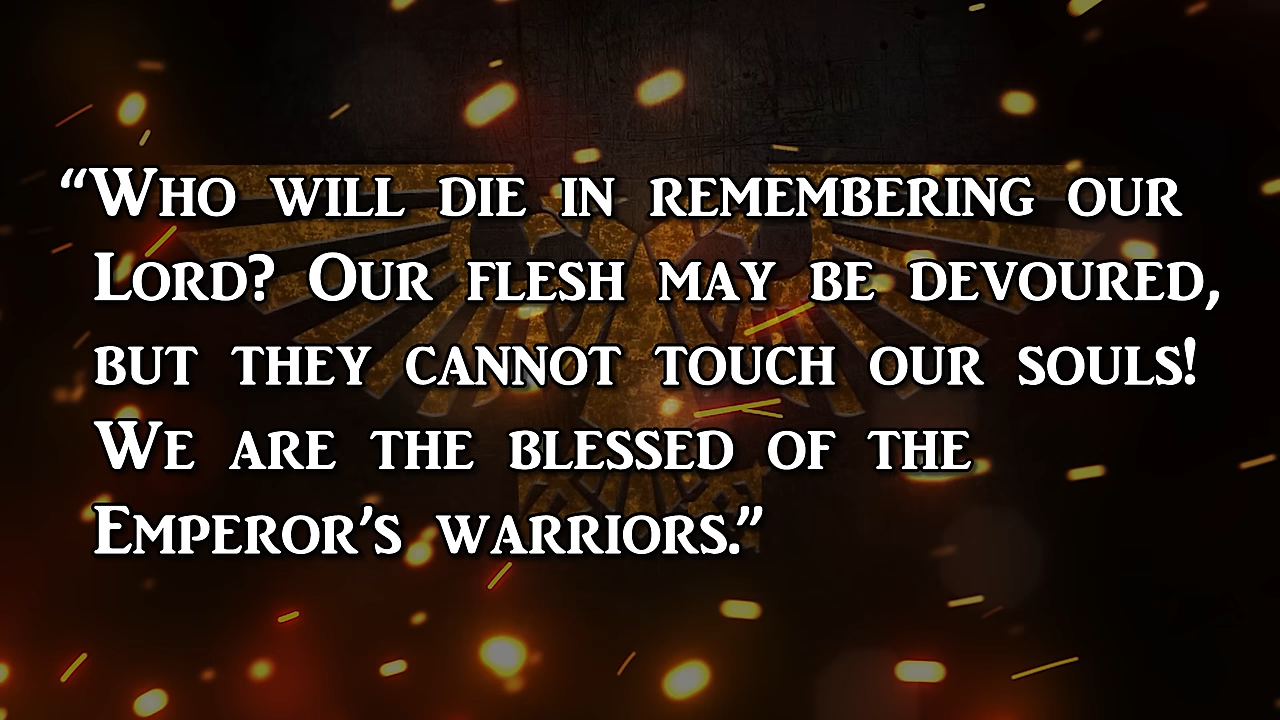 “Who will die in remembering our
Lord? Our flesh may be devoured,
but they cannot touch our souls!
We are the blessed of the
Emperor’s warriors.”